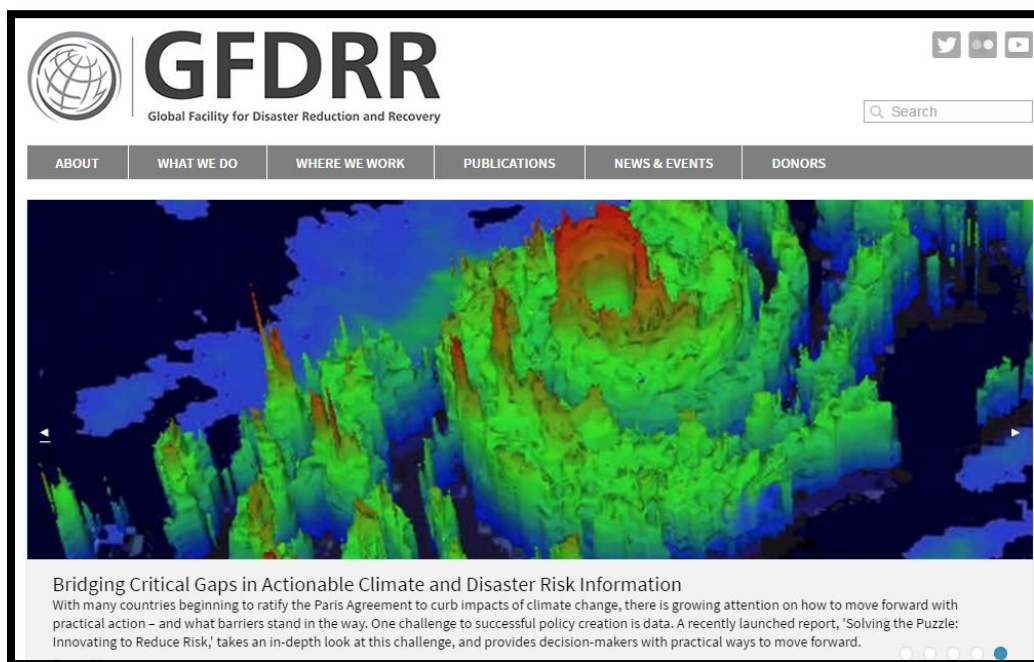 GFDRR
Global Facility for Disaster Reduction and Recovery
Search
ABOUT WHAT WE DO WHERE WE WORK PUBLICATIONS NEWS & EVENTS DONORS
Bridging Critical Gaps in Actionable Climate and Disaster Risk Information
With many countries beginning to ratify the Paris Agreement to curb impacts of climate change, there is growing attention on how to move forward with
practical action – and what barriers stand in the way. One challenge to successful policy creation is data. A recently launched report, 'Solving the Puzzle:
Innovating to Reduce Risk,' takes an in-depth look at this challenge, and provides decision-makers with practical ways to move forward.